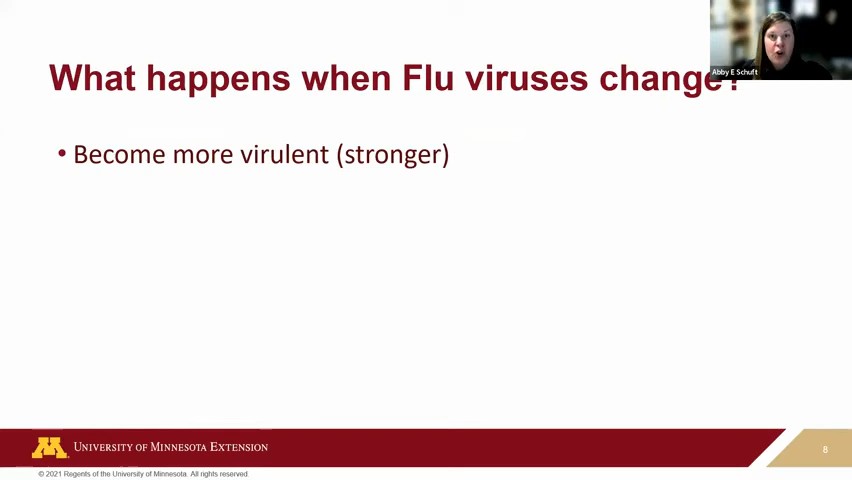 What happens when Flu viruses change?
Abby E Schuft
• Become more virulent (stronger)
UNIVERSITY OF MINNESOTA EXTENSION
8
© 2021 Regents of the University of Minnesota. All rights reserved.